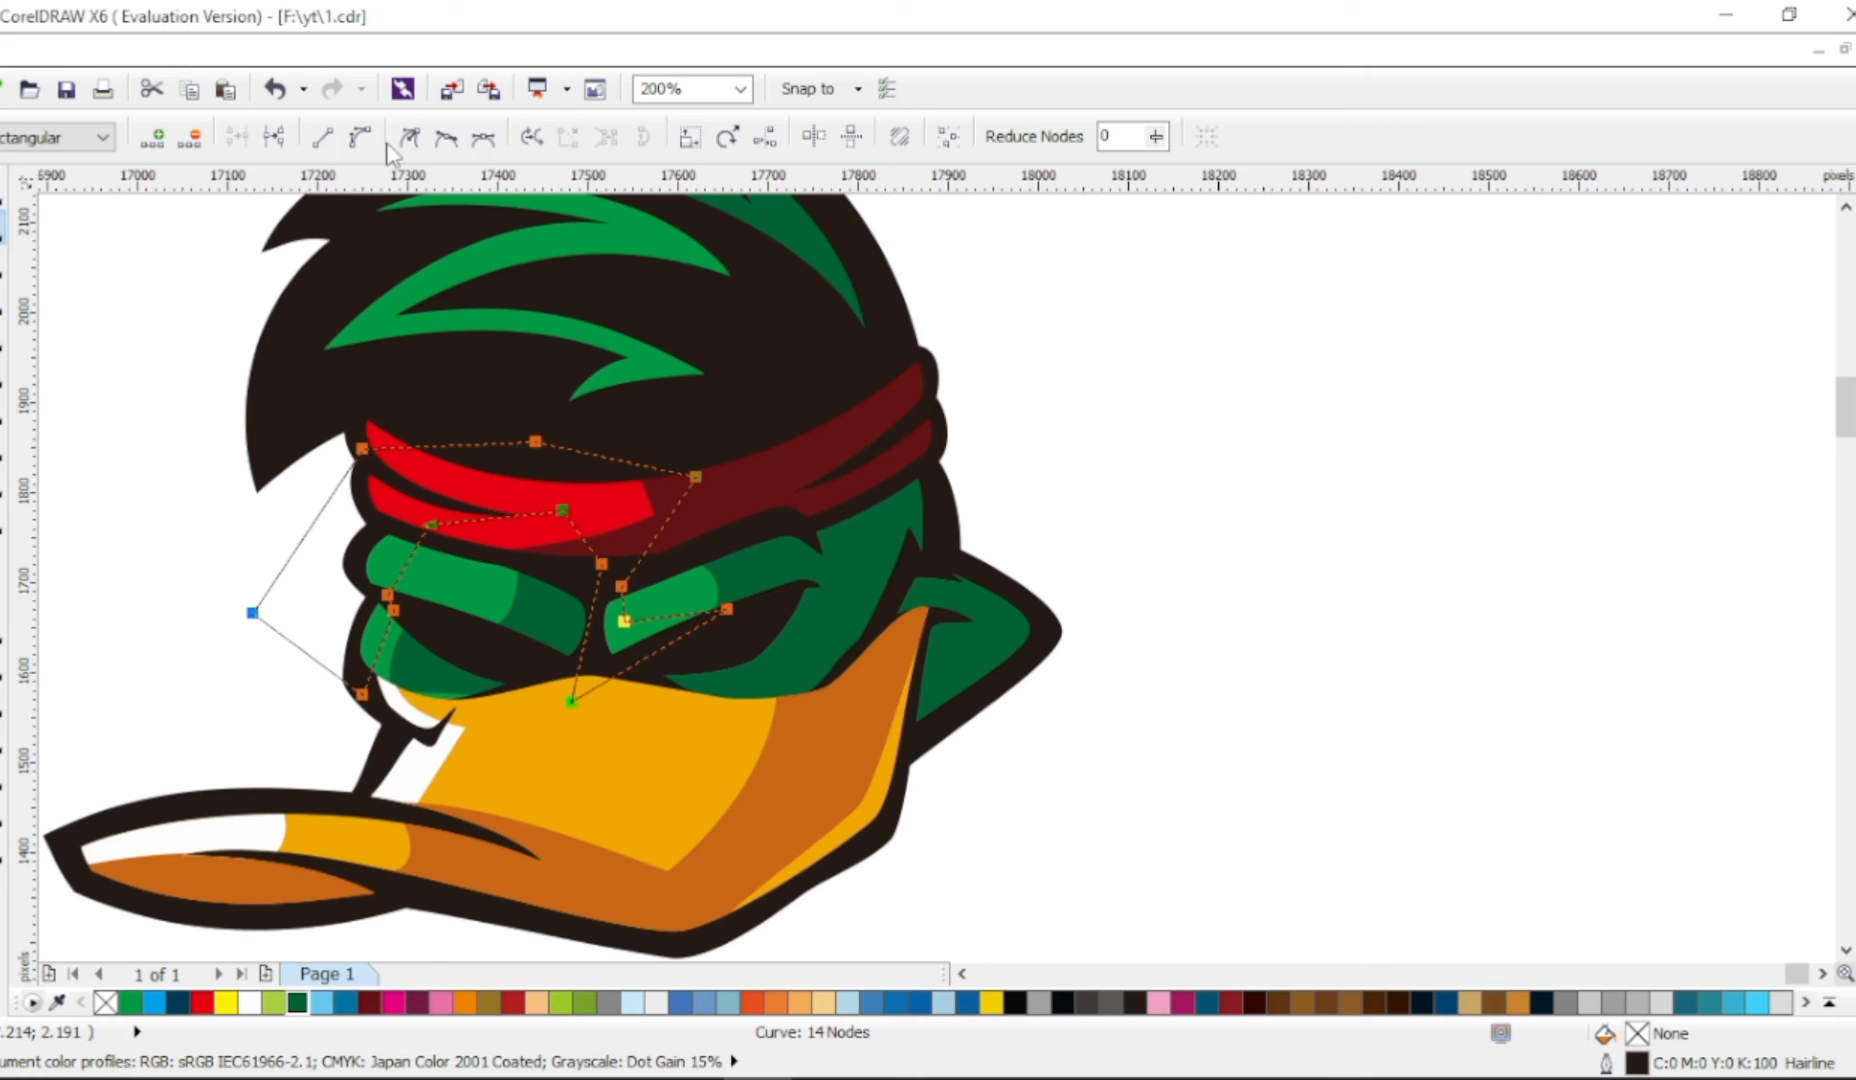 CorelDRAW X6 ( Evaluation Version) - [F:\yt\1.cdr]
200% Snap to
ctangular Reduce Nodes 0
6900 17000 17100 17200 17300 17400 17500 17600 17700 17800 17900 18000 18100 18200 18300 18400 18500 18600 18700 18800 pixels
2100
2000
1900
1800
1700
1600
1500
1400
pixels
1 of 1 Page 1
.214; 2.191 ) Curve: 14 Nodes None
ument color profiles: RGB: sRGB IEC61966-2.1; CMYK: Japan Color 2001 Coated; Grayscale: Dot Gain 15% C:0 M:0 Y:0 K:100 Hairline